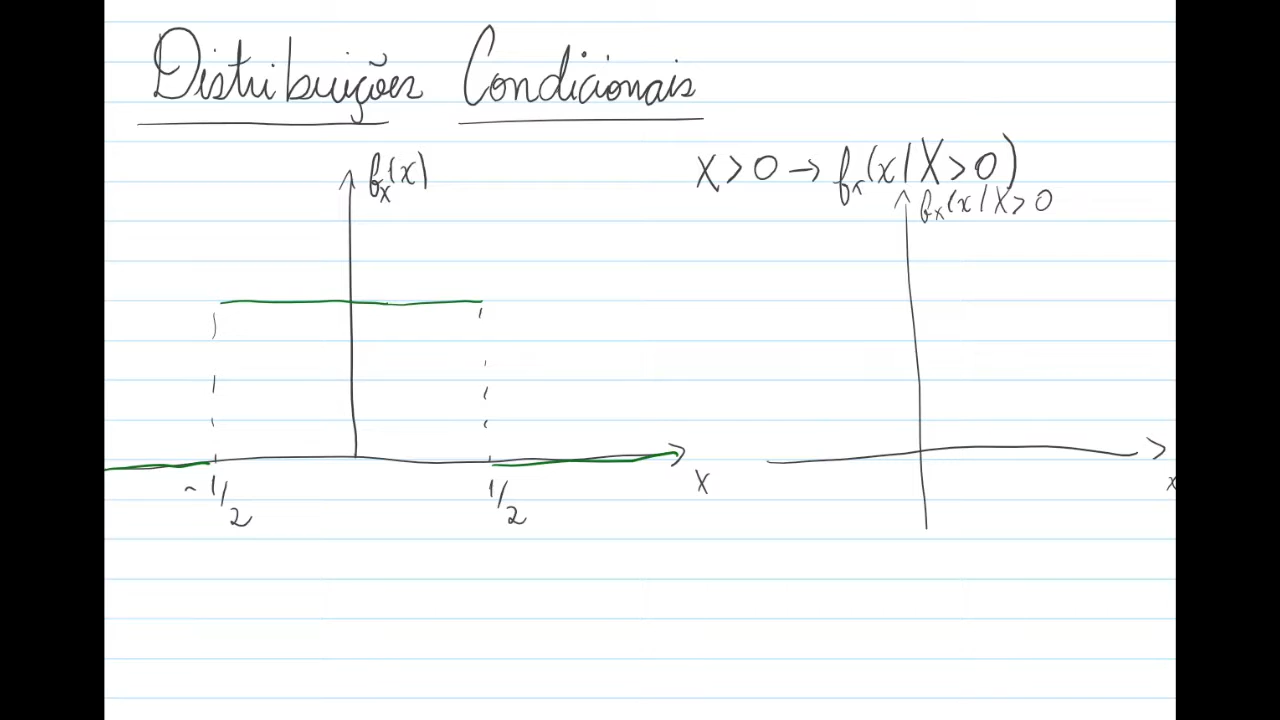 Distribuições Condicionais
fx(x)
X > 0 → fx(x | X > 0)
fx(x | X > 0
- 1/2
1/2
x
x